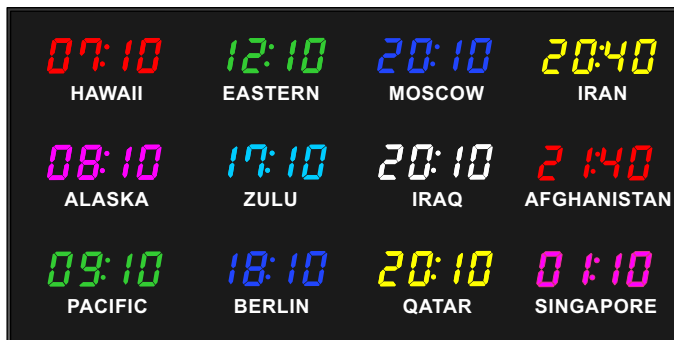 07:10 12:10 20:10 20:40
HAWAII EASTERN MOSCOW IRAN
08:10 17:10 20:10 21:40
ALASKA ZULU IRAQ AFGHANISTAN
09:10 18:10 20:10 01:10
PACIFIC BERLIN QATAR SINGAPORE